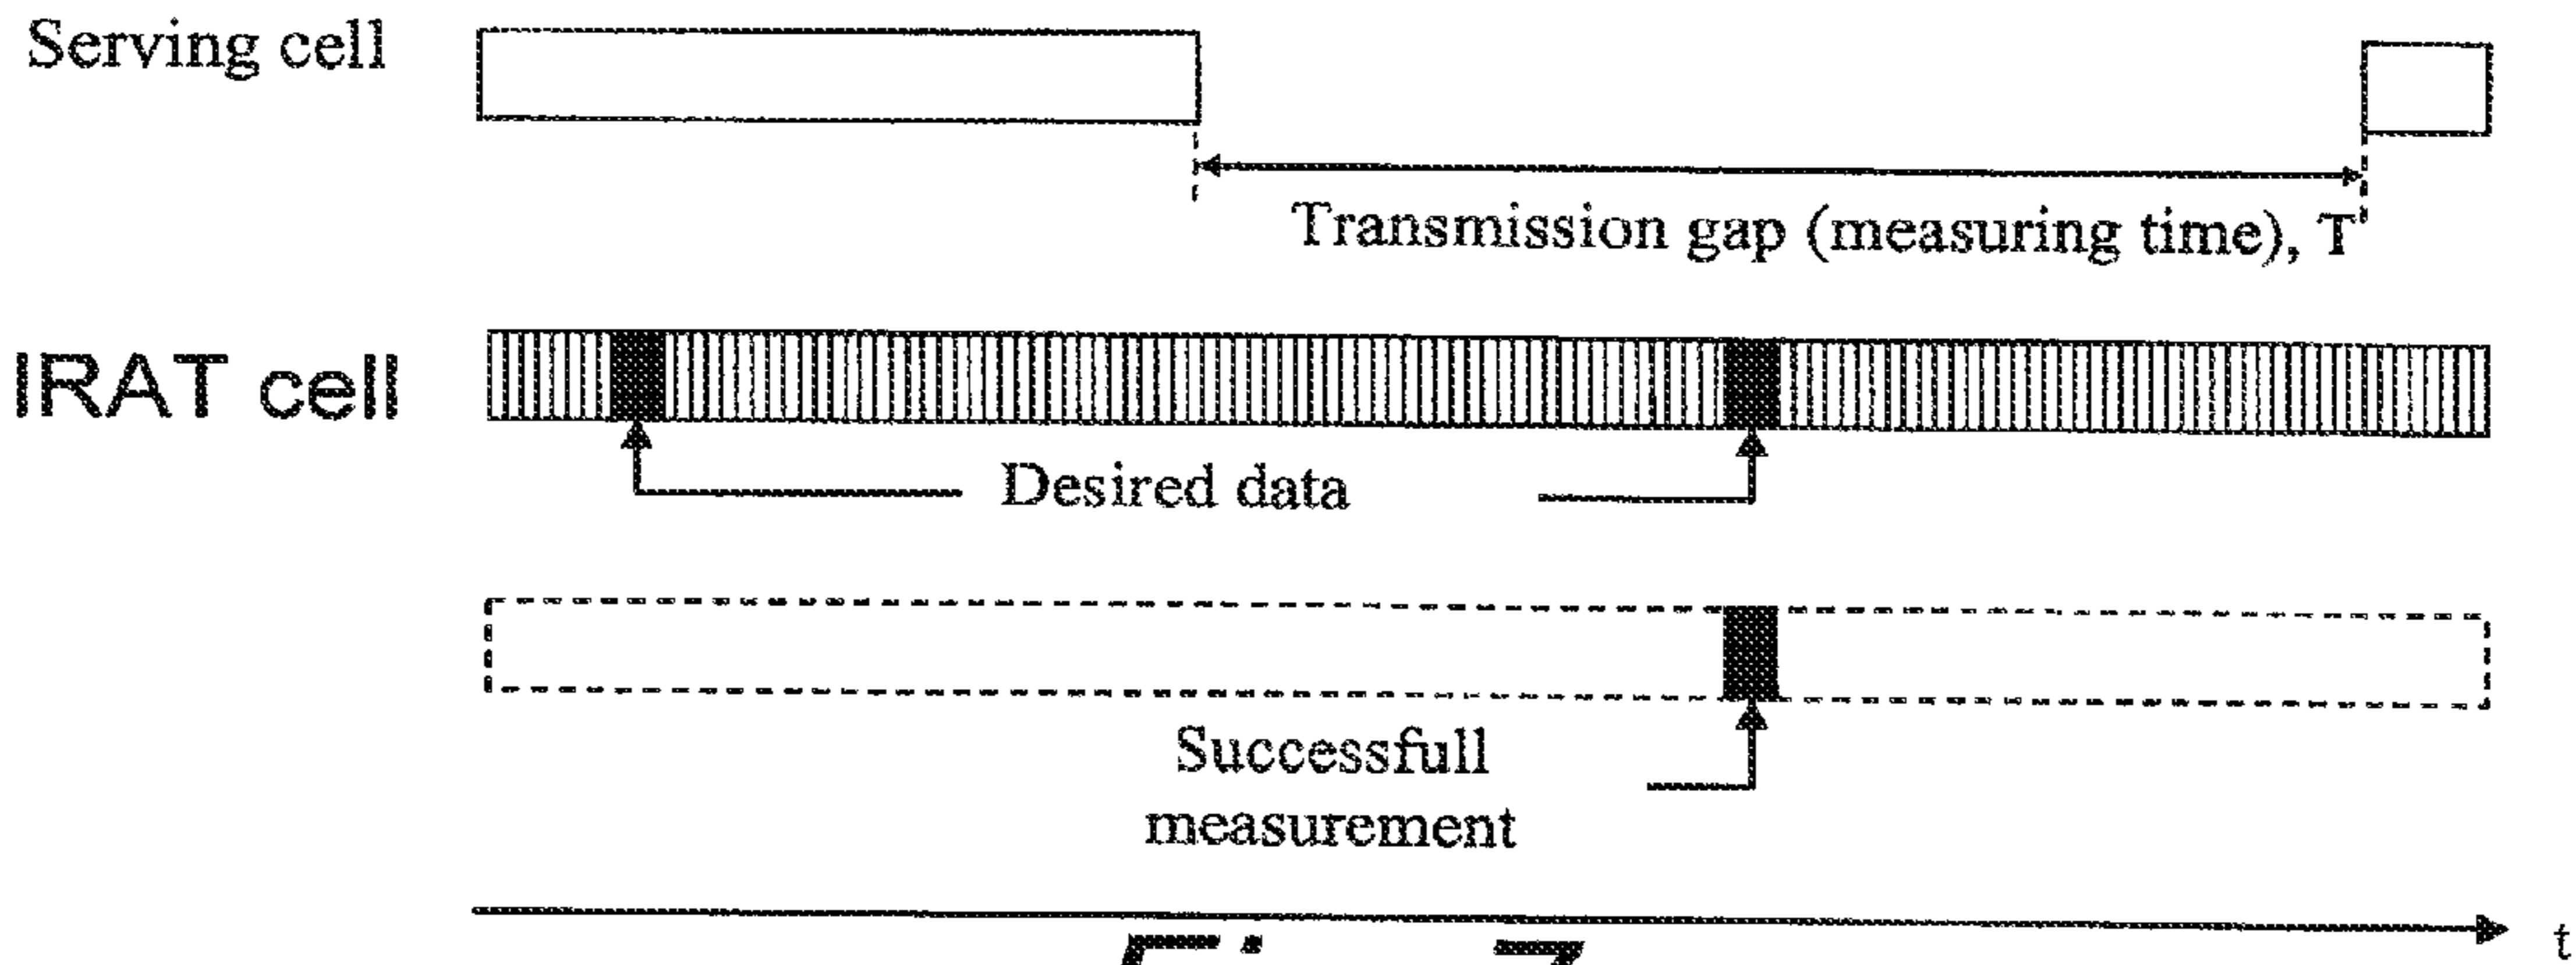 Serving cell
Transmission gap (measuring time), T
IRAT cell
Desired data
Successfull
measurement
t